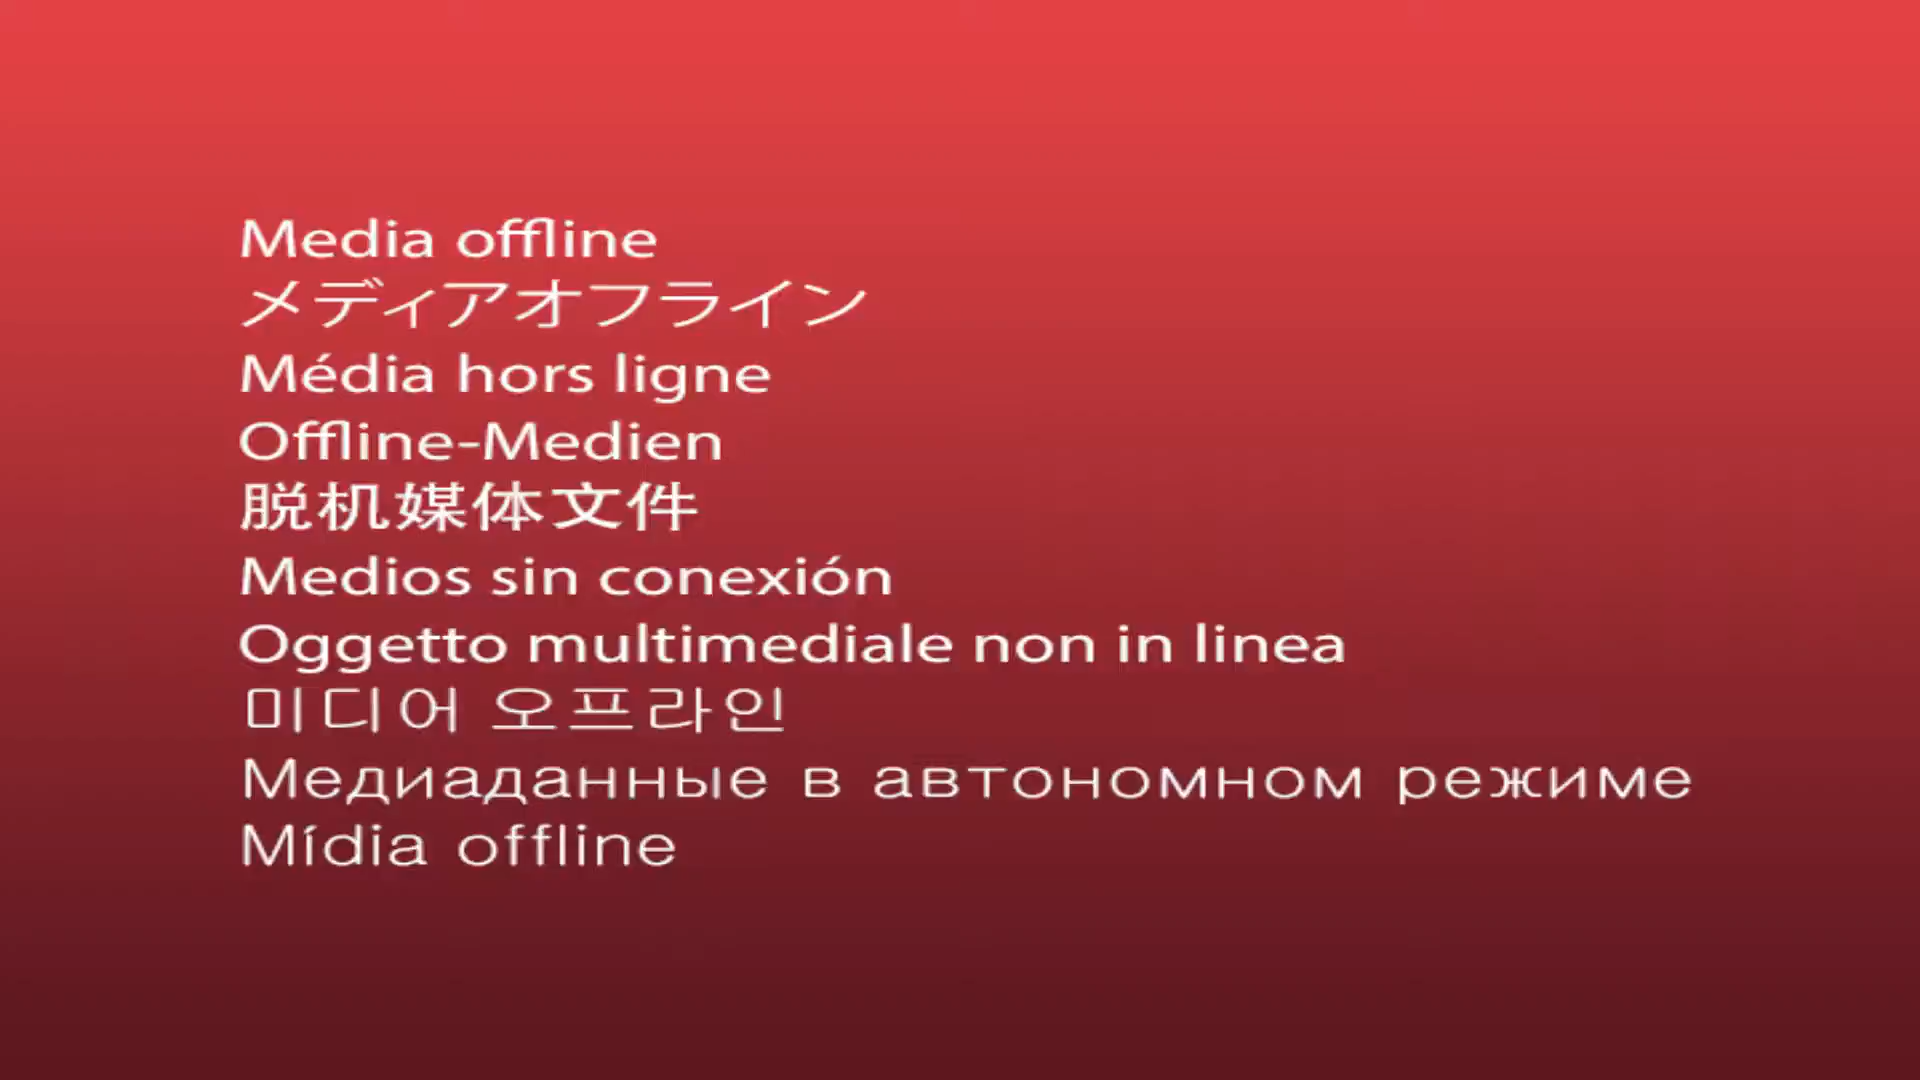 Media offline
メディアオフライン
Média hors ligne
Offline-Medien
脱机媒体文件
Medios sin conexión
Oggetto multimediale non in linea
미디어 오프라인
Медиаданные в автономном режиме
Mídia offline